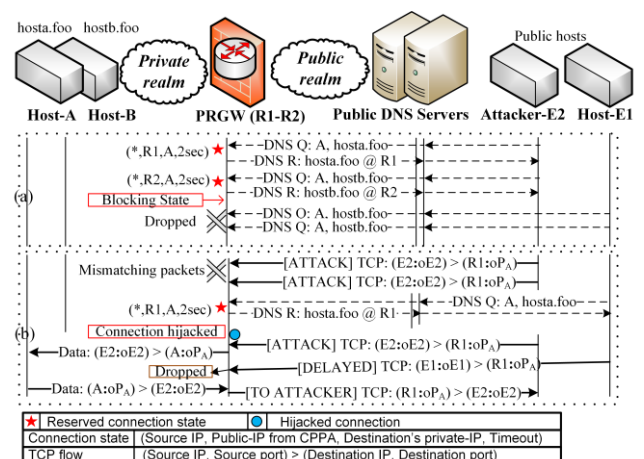 hosta.foo hostb.foo
Public hosts
Private realm
Public realm
Host-A Host-B PRGW (R1-R2) Public DNS Servers Attacker-E2 Host-E1
(a)
DNS Q: A, hosta.foo
(*,R1,A,2sec)
DNS R: hosta.foo @ R1
DNS Q: A, hostb.foo
(*,R2,A,2sec)
DNS R: hostb.foo @ R2
Blocking State
DNS Q: A, hostb.foo
Dropped
DNS Q: A, hostb.foo
(b)
[ATTACK] TCP: (E2:oE2) > (R1:oPA)
Mismatching packets
[ATTACK] TCP: (E2:oE2) > (R1:oPA)
DNS Q: A, hosta.foo
(*,R1,A,2sec)
DNS R: hosta.foo @ R1
Connection hijacked
[ATTACK] TCP: (E2:oE2) > (R1:oPA)
Data: (E2:oE2) > (A:oPA)
[DELAYED] TCP: (E1:oE1) > (R1:oPA)
Dropped
Data: (A:oPA) > (E2:oE2)
[TO ATTACKER] TCP: (R1:oPA) > (E2:oE2)
Reserved connection state Hijacked connection
Connection state (Source IP, Public-IP from CPPA, Destination's private-IP, Timeout)
TCP flow (Source IP, Source port) > (Destination IP, Destination port)